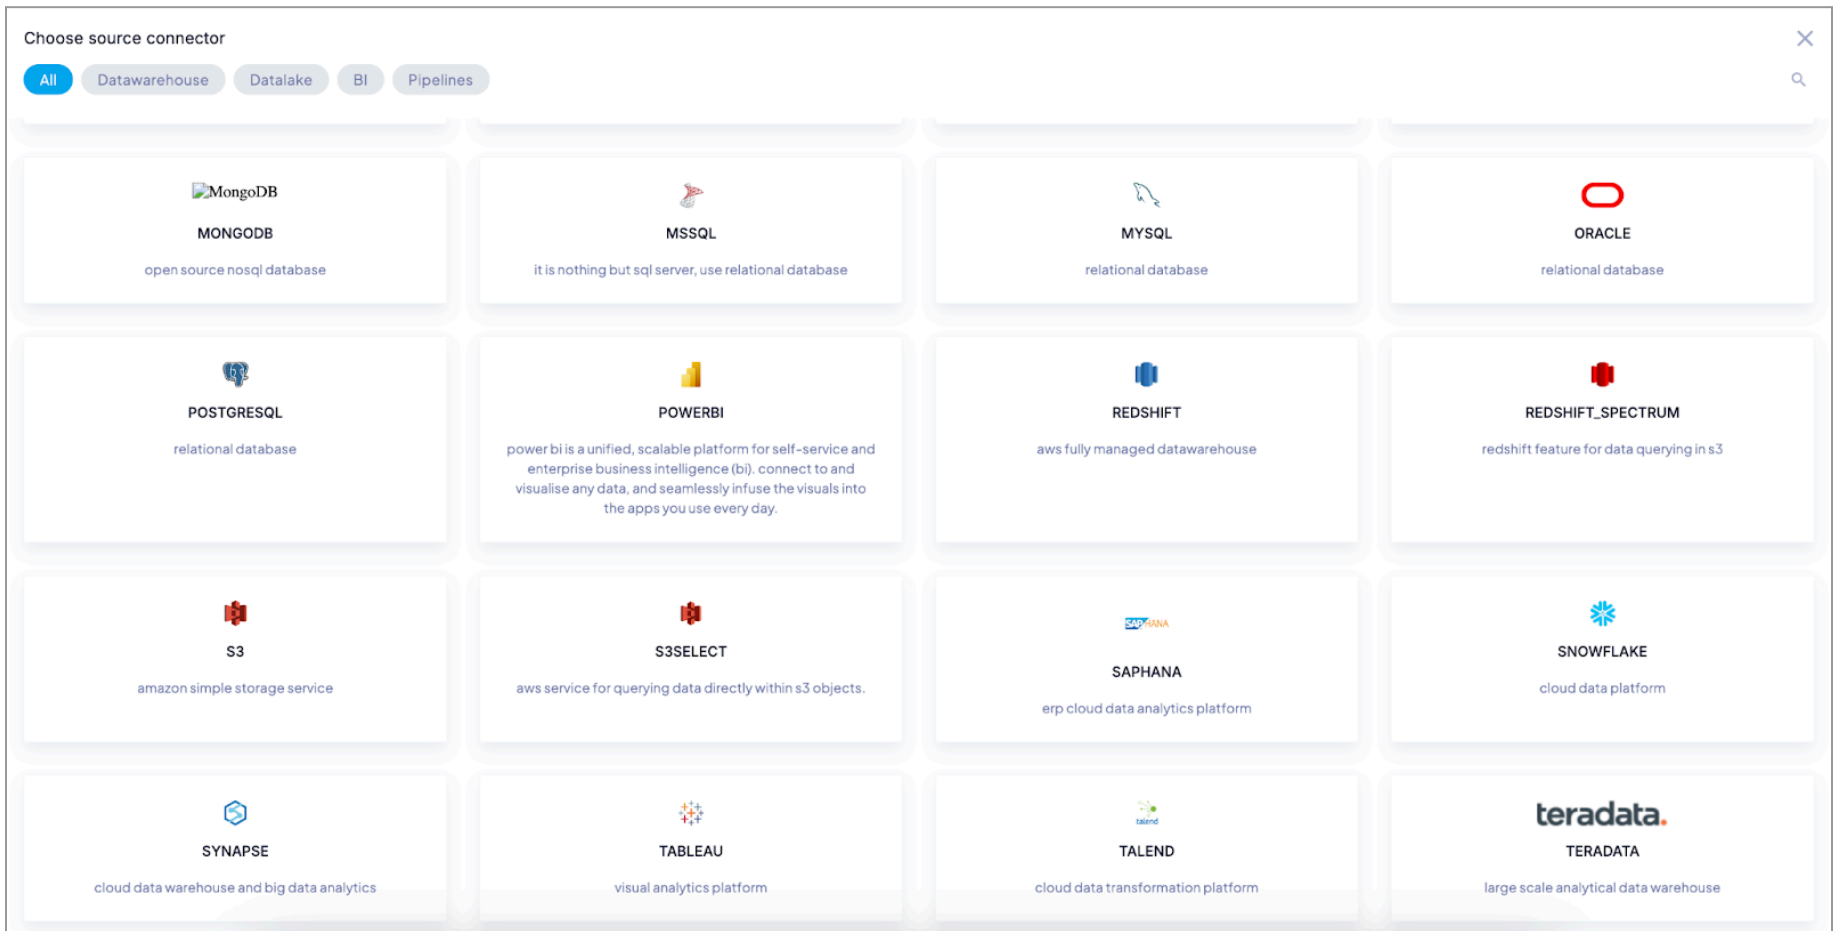 Choose source connector
All Datawarehouse Datalake BI Pipelines
MongoDB
MONGODB
open source nosql database
MSSQL
it is nothing but sql server, use relational database
MYSQL
relational database
ORACLE
relational database
POSTGRESQL
relational database
POWERBI
power bi is a unified, scalable platform for self-service and
enterprise business intelligence (bi). connect to and
visualise any data, and seamlessly infuse the visuals into
the apps you use every day.
REDSHIFT
aws fully managed datawarehouse
REDSHIFT_SPECTRUM
redshift feature for data querying in s3
S3
amazon simple storage service
S3SELECT
aws service for querying data directly within s3 objects.
SAP HANA
SAPHANA
erp cloud data analytics platform
SNOWFLAKE
cloud data platform
SYNAPSE
cloud data warehouse and big data analytics
TABLEAU
visual analytics platform
talend
TALEND
cloud data transformation platform
teradata.
TERADATA
large scale analytical data warehouse